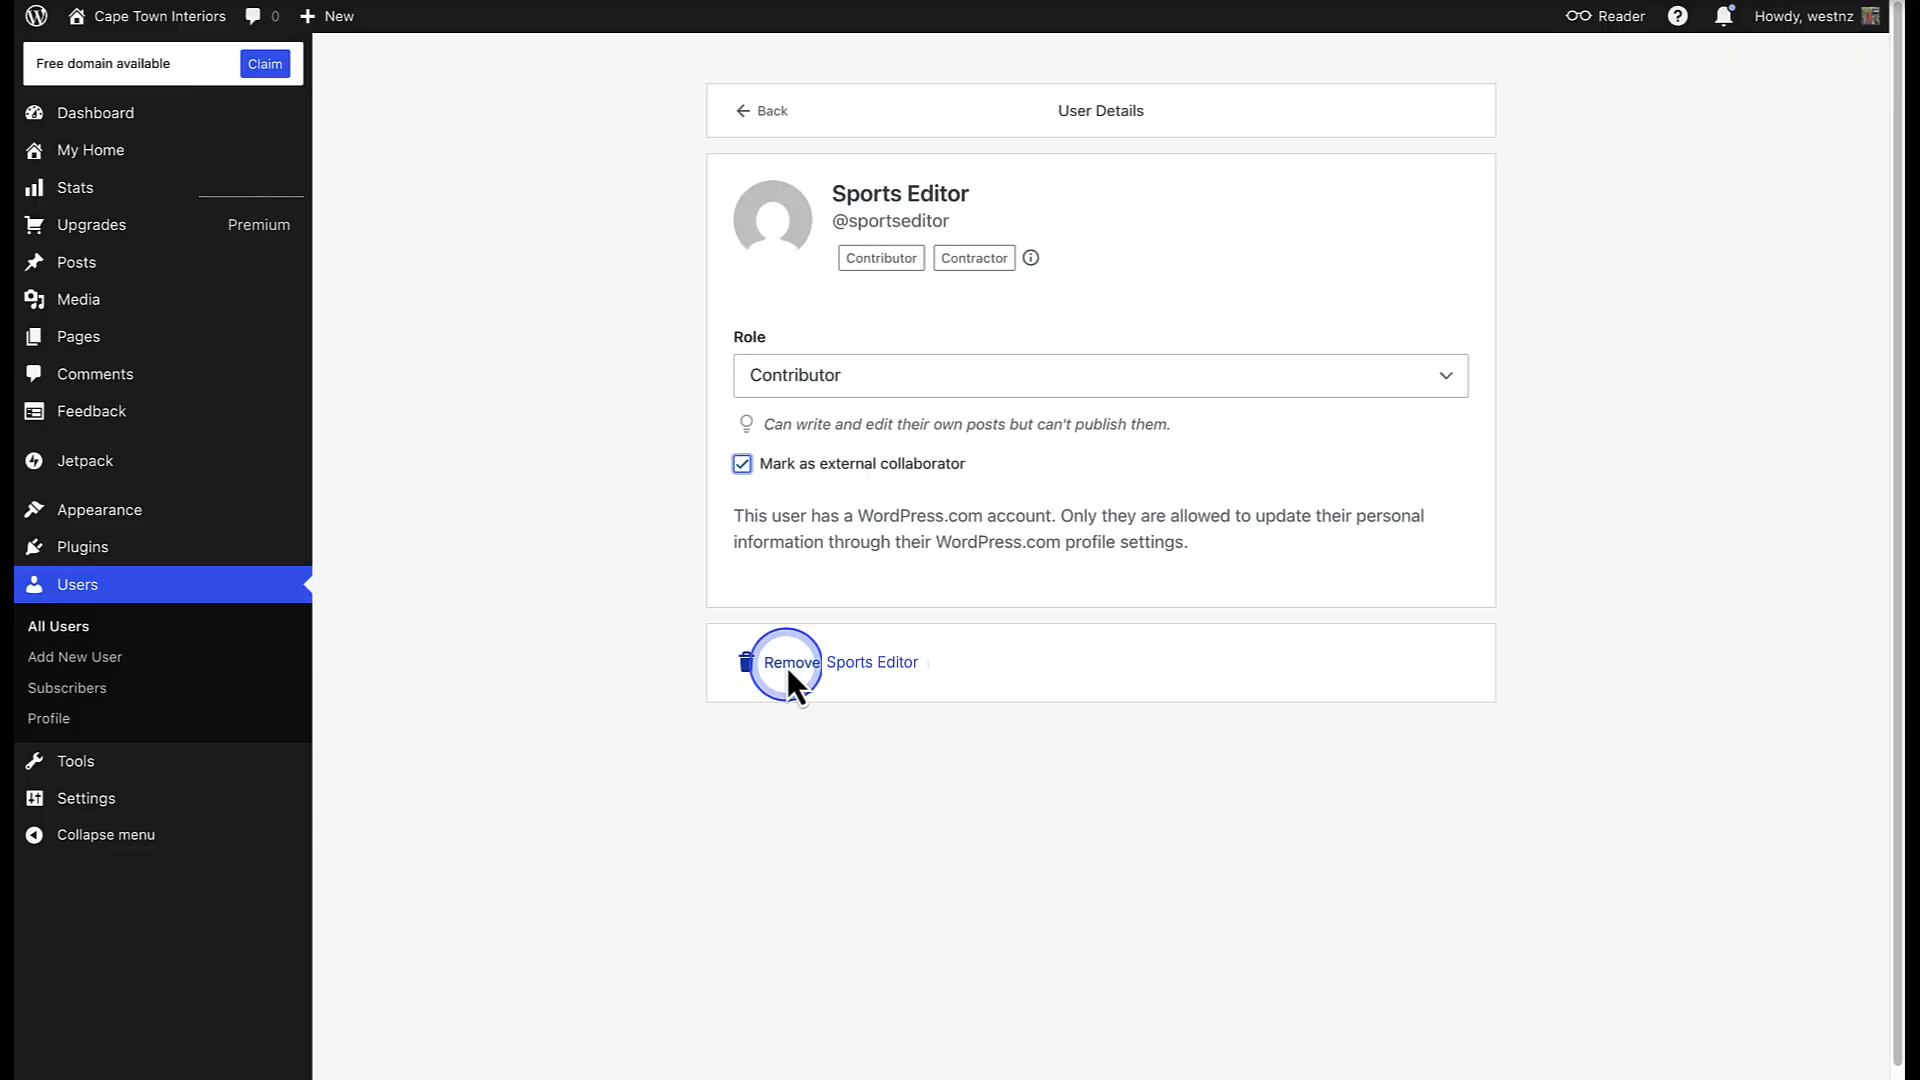 Cape Town Interiors 0 New Reader Howdy, westnz
Free domain available Claim
Dashboard
My Home
Stats
Upgrades Premium
Posts
Media
Pages
Comments
Feedback
Jetpack
Appearance
Plugins
Users
All Users
Add New User
Subscribers
Profile
Tools
Settings
Collapse menu
Back User Details
Sports Editor
@sportseditor
Contributor Contractor
Role
Contributor
Can write and edit their own posts but can't publish them.
Mark as external collaborator
This user has a WordPress.com account. Only they are allowed to update their personal
information through their WordPress.com profile settings.
Remove Sports Editor